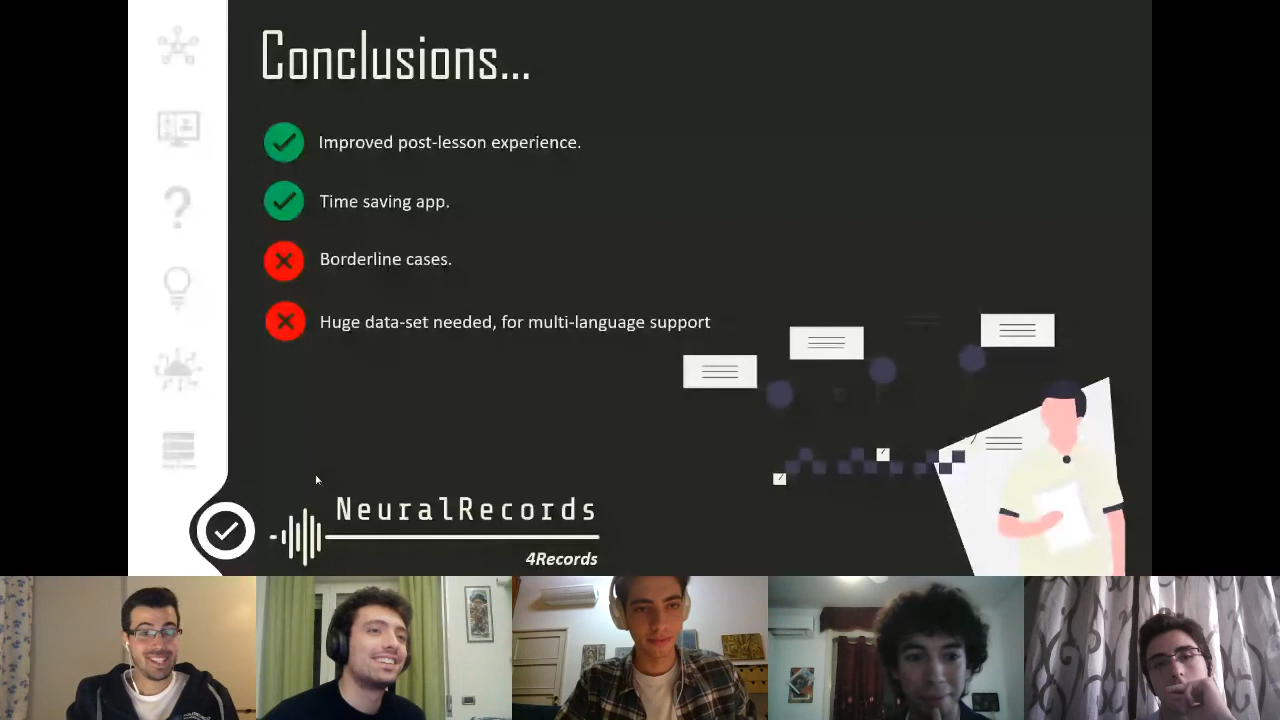 Conclusions...
Improved post-lesson experience.
Time saving app.
Borderline cases.
Huge data-set needed, for multi-language support
NeuralRecords
4Records